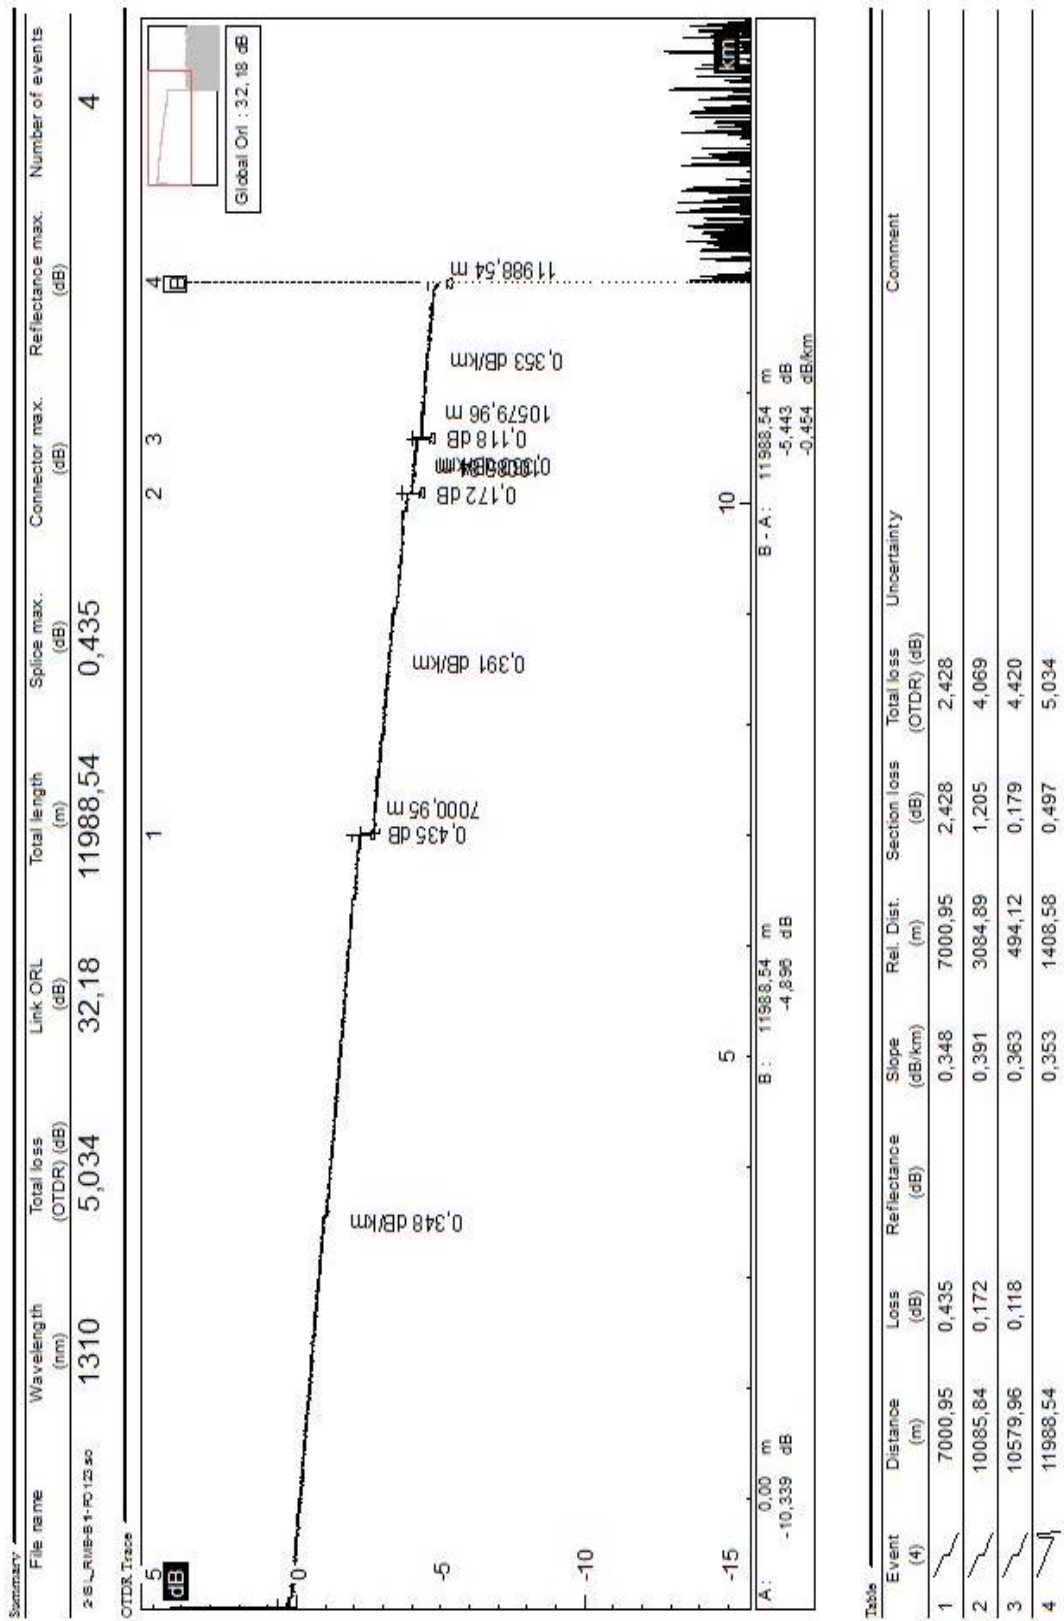 Summary
File name Wavelength Total loss Link ORL Total length Splice max. Connector max. Reflectance max. Number of events
(nm) (OTDR) (dB) (dB) (m) (dB) (dB) (dB)
1310 5,034 32,18 11988,54 0,435 4
OTDR Trace
1 2 3 4
B
5
dB
0
-5
-10
-15
5
10
km
Global Orl : 32,18 dB
0,348 dB/km
0,435 dB
7000,95 m
0,391 dB/km
0,172 dB
0,118 dB
10579,96 m
0,353 dB/km
11988,54 m
A : 0,00 m B : 11988,54 m B - A : 11988,54 m
-10,339 dB -4,896 dB -5,443 dB
-0,454 dB/km
Table
Event Distance Loss Reflectance Slope Rel. Dist. Section loss Total loss Uncertainty Comment
(4) (m) (dB) (dB) (dB/km) (m) (dB) (OTDR) (dB)
1 7000,95 0,435 0,348 7000,95 2,428 2,428
2 10085,84 0,172 0,391 3084,89 1,205 4,069
3 10579,96 0,118 0,363 494,12 0,179 4,420
4 11988,54 0,353 1408,58 0,497 5,034